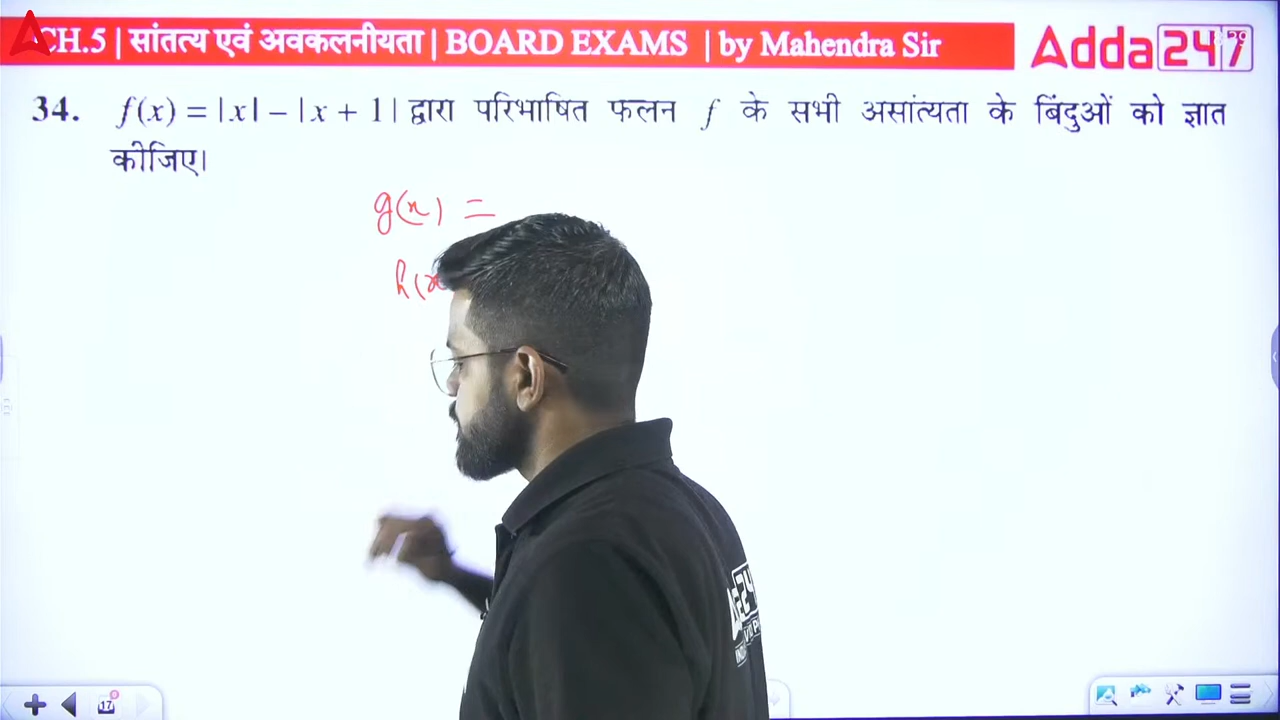 CH.5 | सांतत्य एवं अवकलनीयता | BOARD EXAMS | by Mahendra Sir
Adda247
34. f(x) = |x| – |x + 1| द्वारा परिभाषित फलन f के सभी असांत्यता के बिंदुओं को ज्ञात
कीजिए।
g(x) =
h(x
17